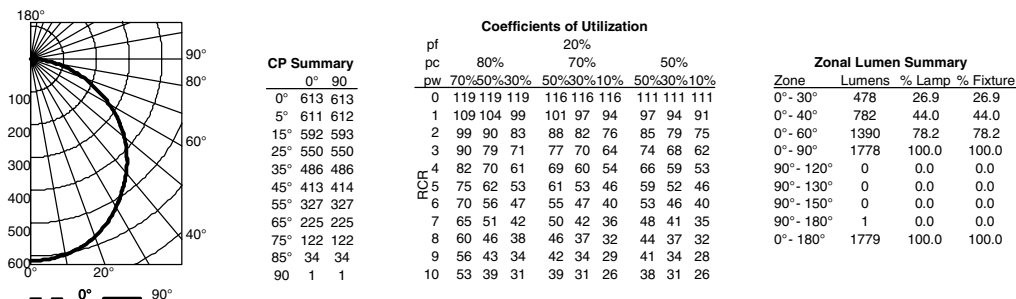 180°
90°
80°
60°
40°
100
200
300
400
500
600
0° 20°
0° 90°
CP Summary
0° 90
0° 613 613
5° 611 612
15° 592 593
25° 550 550
35° 486 486
45° 413 414
55° 327 327
65° 225 225
75° 122 122
85° 34 34
90 1 1
Coefficients of Utilization
pf 20%
pc 80% 70% 50%
pw 70%50%30% 50%30%10% 50%30%10%
RCR
0 119 119 119 116 116 116 111 111 111
1 109 104 99 101 97 94 97 94 91
2 99 90 83 88 82 76 85 79 75
3 90 79 71 77 70 64 74 68 62
4 82 70 61 69 60 54 66 59 53
5 75 62 53 61 53 46 59 52 46
6 70 56 47 55 47 40 53 46 40
7 65 51 42 50 42 36 48 41 35
8 60 46 38 46 37 32 44 37 32
9 56 43 34 42 34 29 41 34 28
10 53 39 31 39 31 26 38 31 26
Zonal Lumen Summary
Zone Lumens % Lamp % Fixture
0°- 30° 478 26.9 26.9
0°- 40° 782 44.0 44.0
0°- 60° 1390 78.2 78.2
0°- 90° 1778 100.0 100.0
90°- 120° 0 0.0 0.0
90°- 130° 0 0.0 0.0
90°- 150° 0 0.0 0.0
90°- 180° 1 0.0 0.0
0°- 180° 1779 100.0 100.0